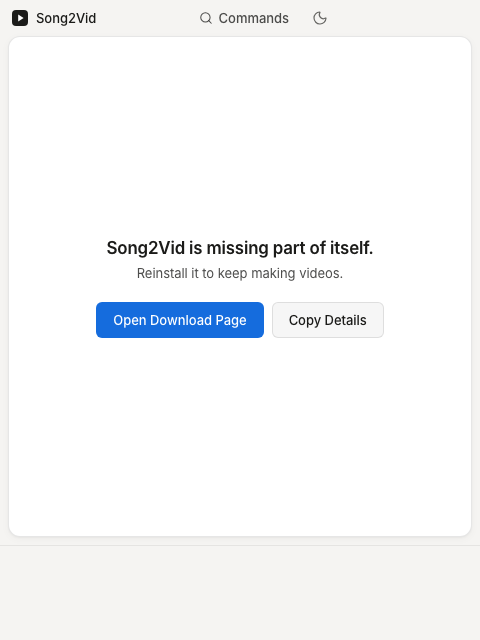 Song2Vid
Commands
Song2Vid is missing part of itself.
Reinstall it to keep making videos.
Open Download Page
Copy Details